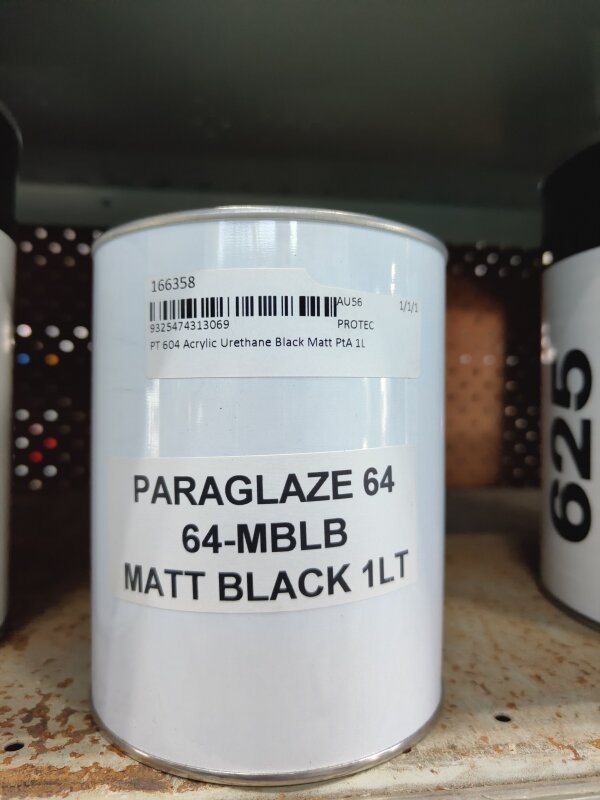 166358
AU56 1/1/1
9325474313069 PROTEC
PT 604 Acrylic Urethane Black Matt PtA 1L
PARAGLAZE 64
64-MBLB
MATT BLACK 1LT
625